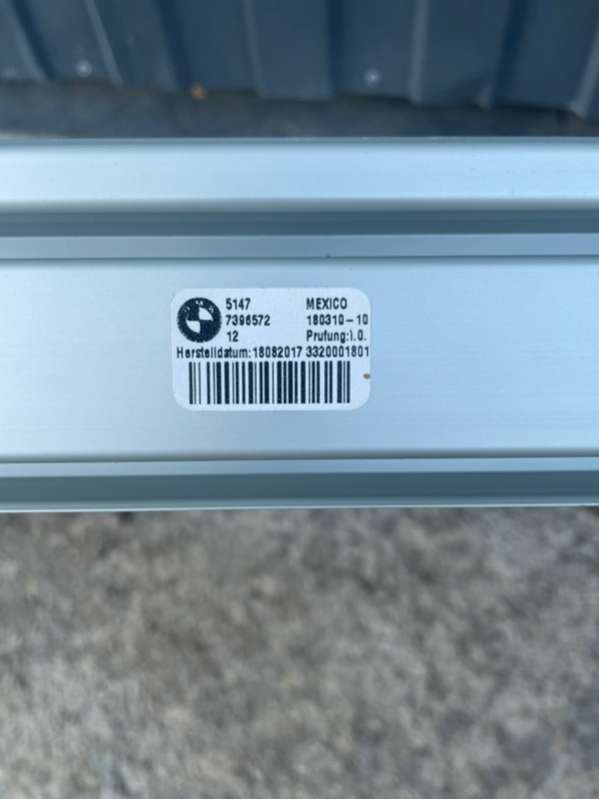 5147 MEXICO
7396572 180310-10
12 Prufung:i.O.
Herstelldatum:18082017 3320001801